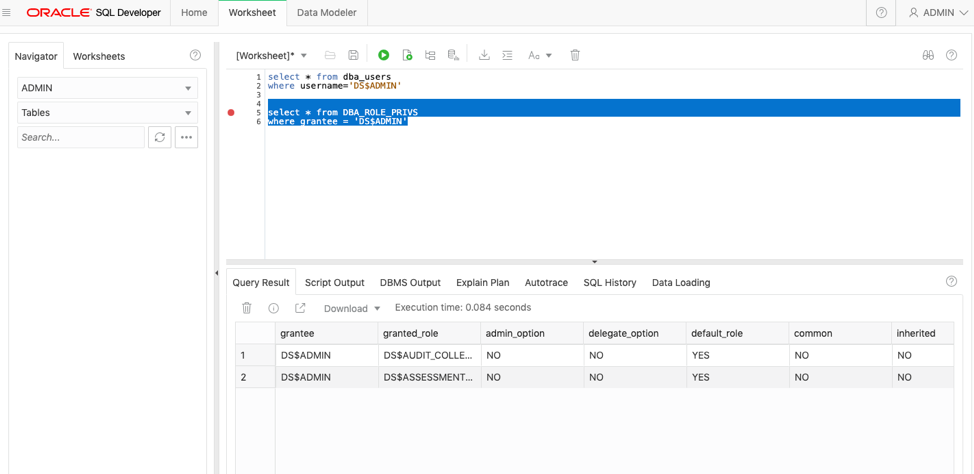 ORACLE SQL Developer Home Worksheet Data Modeler ADMIN
Navigator Worksheets
ADMIN
Tables
Search...
[Worksheet]* Aa
1 select * from dba_users
2 where username='DS$ADMIN'
3
4
5 select * from DBA_ROLE_PRIVS
6 where grantee = 'DS$ADMIN'
Query Result Script Output DBMS Output Explain Plan Autotrace SQL History Data Loading
Download Execution time: 0.084 seconds
grantee granted_role admin_option delegate_option default_role common inherited
1 DS$ADMIN DS$AUDIT_COLLE... NO NO YES NO NO
2 DS$ADMIN DS$ASSESSMENT... NO NO YES NO NO